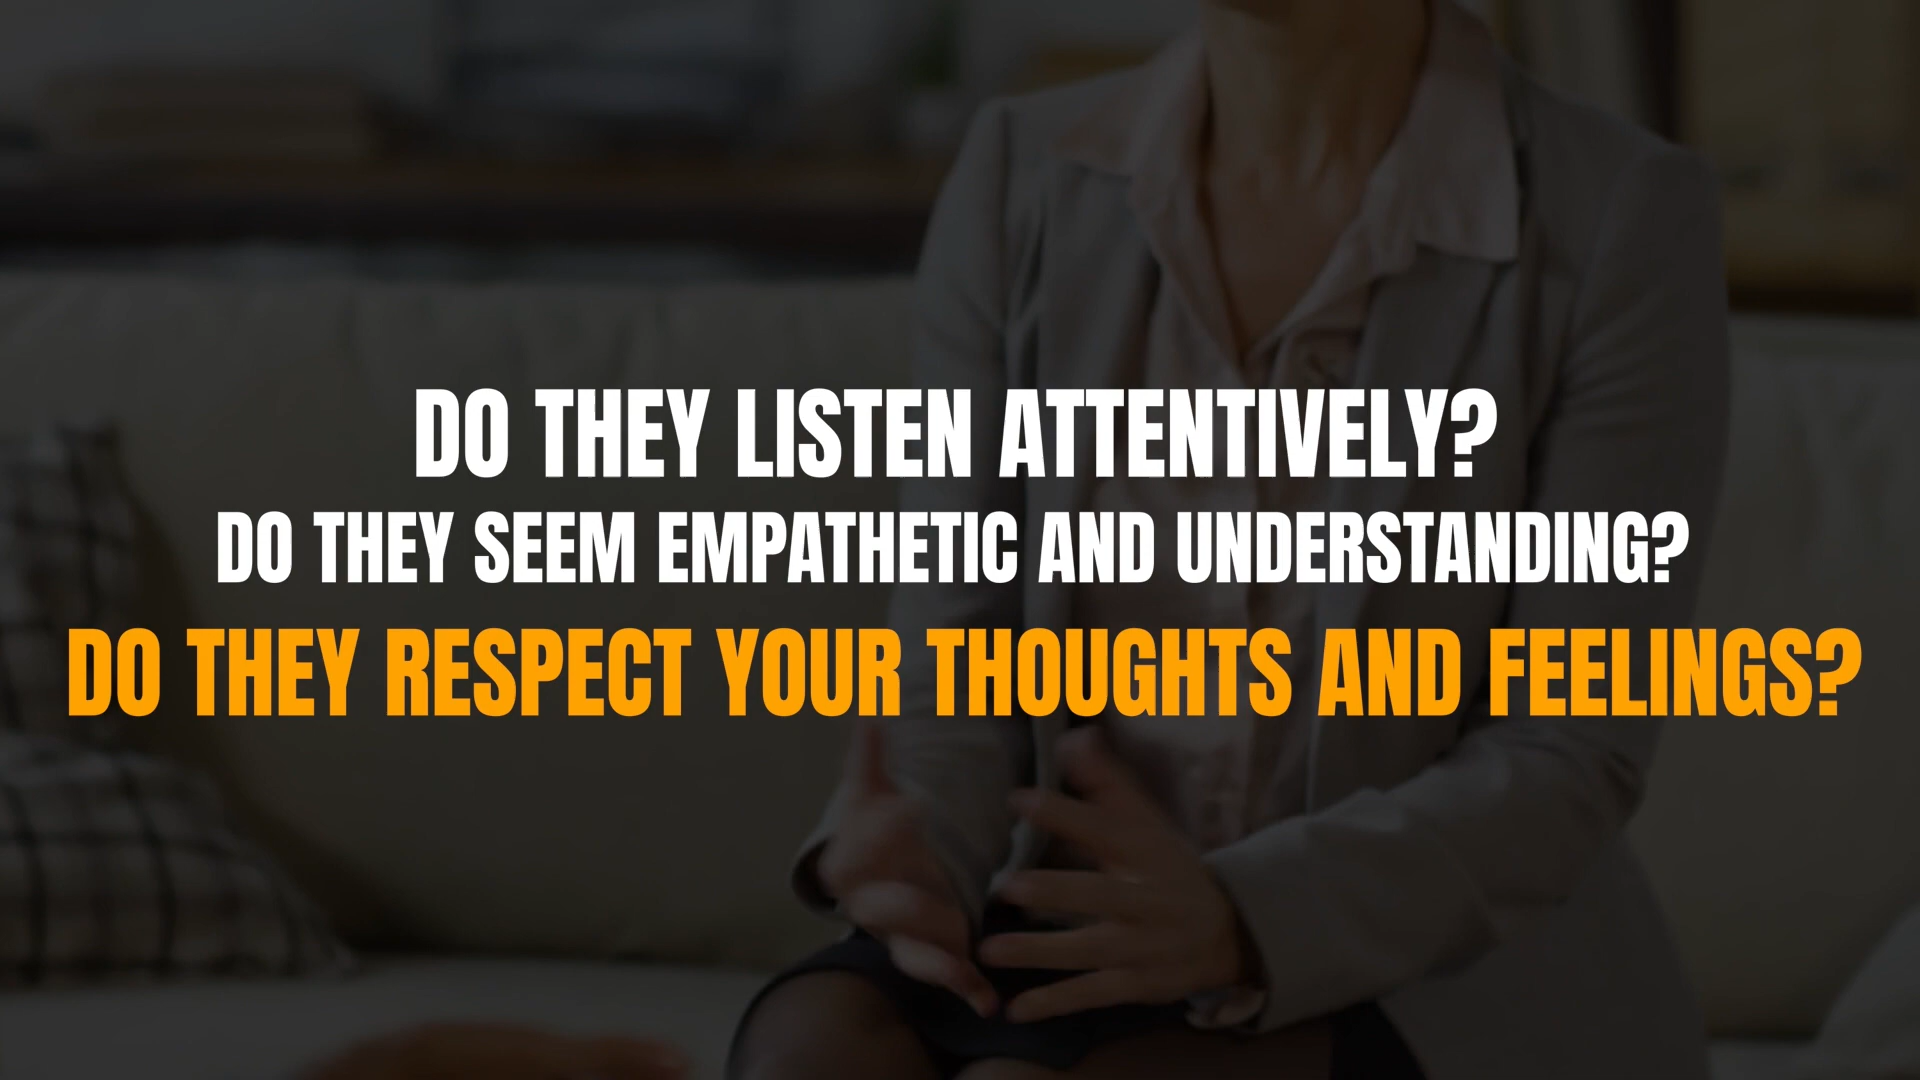 DO THEY LISTEN ATTENTIVELY?
DO THEY SEEM EMPATHETIC AND UNDERSTANDING?
DO THEY RESPECT YOUR THOUGHTS AND FEELINGS?